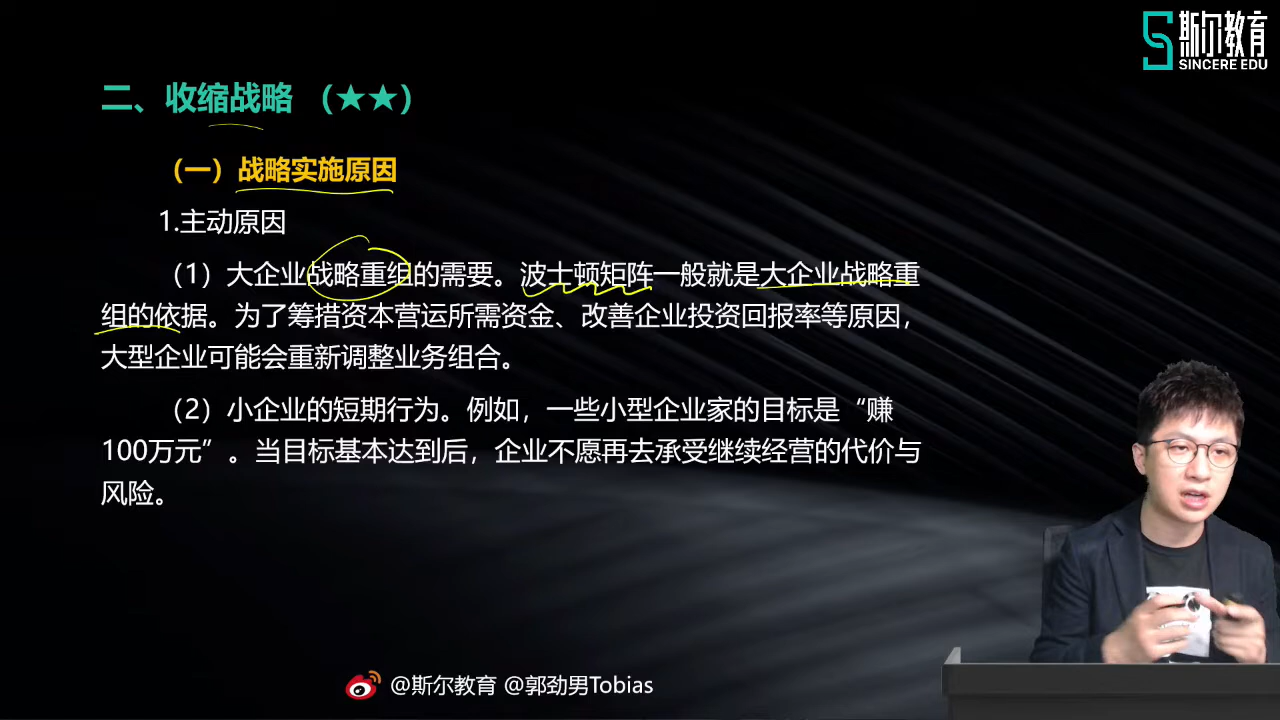 斯尔教育
SINCERE EDU
二、收缩战略 （★★）
（一）战略实施原因
1.主动原因
（1）大企业战略重组的需要。波士顿矩阵一般就是大企业战略重
组的依据。为了筹措资本营运所需资金、改善企业投资回报率等原因，
大型企业可能会重新调整业务组合。
（2）小企业的短期行为。例如，一些小型企业家的目标是“赚
100万元”。当目标基本达到后，企业不愿再去承受继续经营的代价与
风险。
@斯尔教育 @郭劲男Tobias